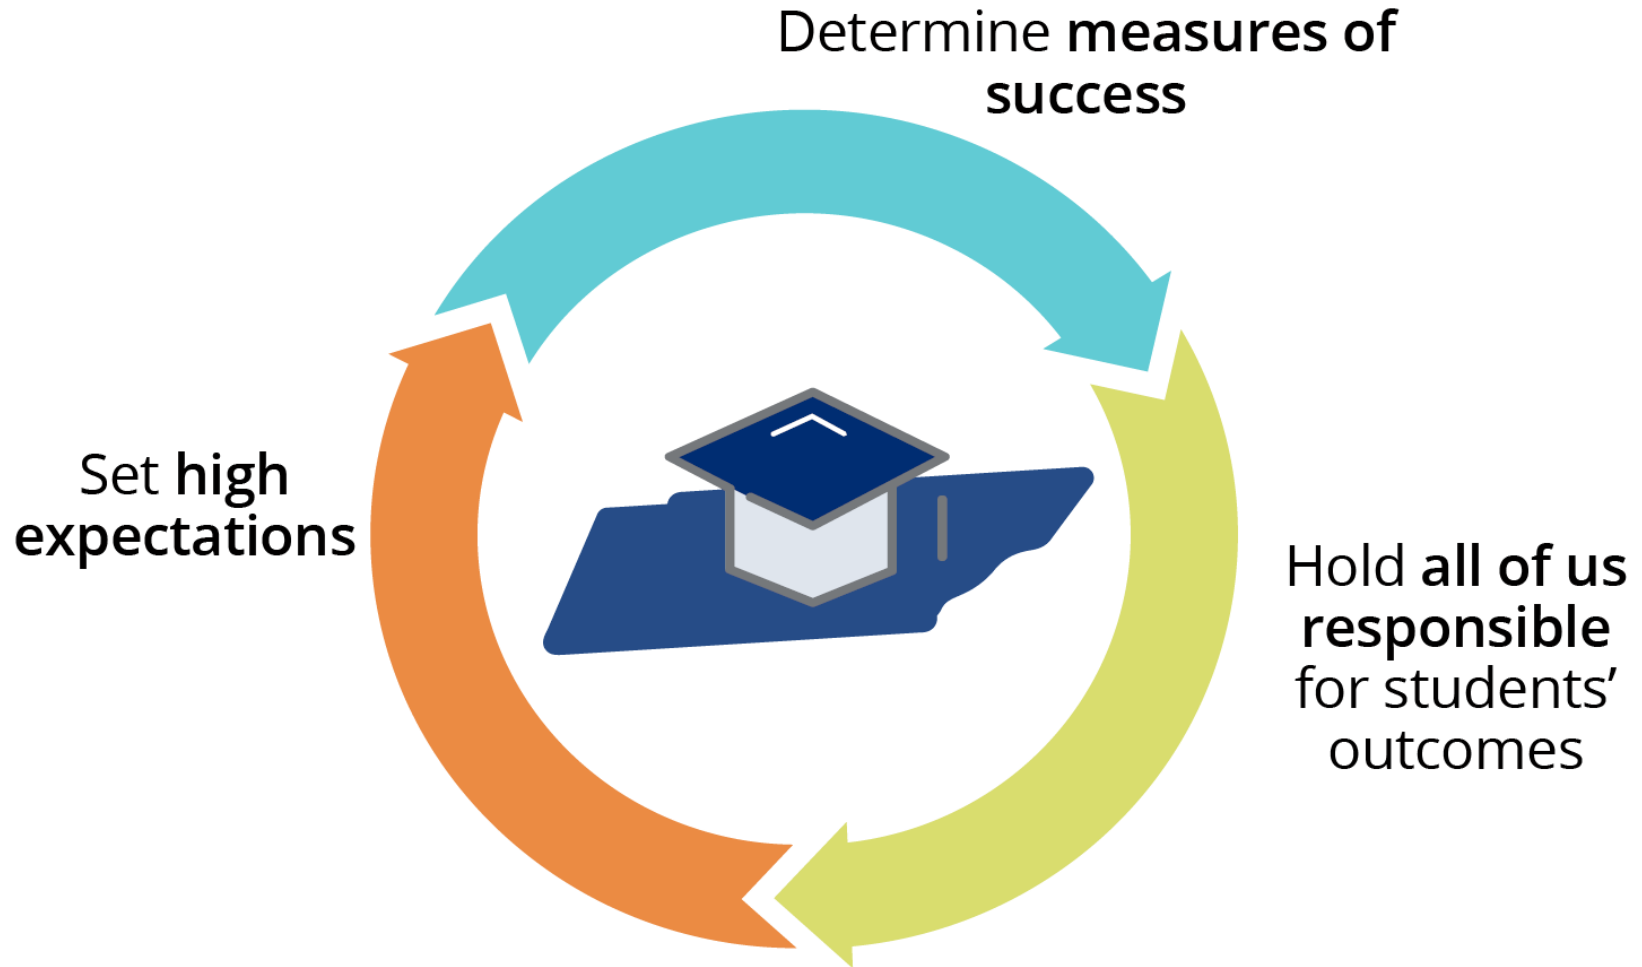 Determine measures of
success
Set high
expectations
Hold all of us
responsible
for students’
outcomes